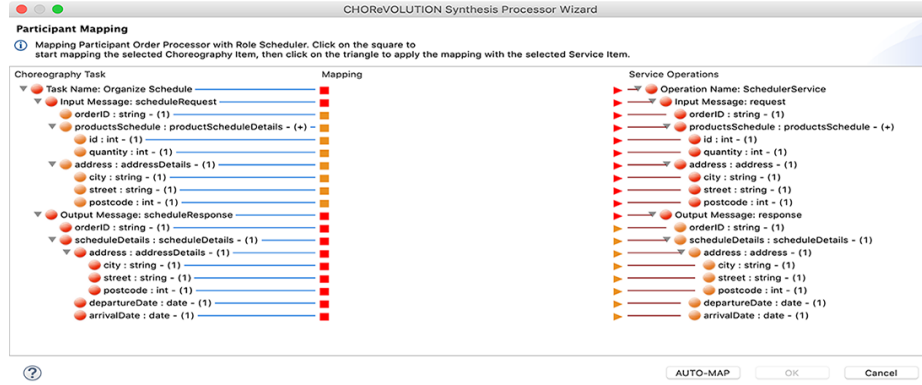 CHOReVOLUTION Synthesis Processor Wizard
Participant Mapping
Mapping Participant Order Processor with Role Scheduler. Click on the square to
start mapping the selected Choreography Item, then click on the triangle to apply the mapping with the selected Service Item.
Choreography Task Mapping Service Operations
Task Name: Organize Schedule Operation Name: SchedulerService
Input Message: scheduleRequest Input Message: request
orderID : string - (1) orderID : string - (1)
productsSchedule : productScheduleDetails - (+) productsSchedule : productsSchedule - (+)
id : int - (1) id : int - (1)
quantity : int - (1) quantity : int - (1)
address : addressDetails - (1) address : address - (1)
city : string - (1) city : string - (1)
street : string - (1) street : string - (1)
postcode : int - (1) postcode : int - (1)
Output Message: scheduleResponse Output Message: response
orderID : string - (1) orderID : string - (1)
scheduleDetails : scheduleDetails - (1) scheduleDetails : scheduleDetails - (1)
address : addressDetails - (1) address : address - (1)
city : string - (1) city : string - (1)
street : string - (1) street : string - (1)
postcode : int - (1) postcode : int - (1)
departureDate : date - (1) departureDate : date - (1)
arrivalDate : date - (1) arrivalDate : date - (1)
? AUTO-MAP OK Cancel